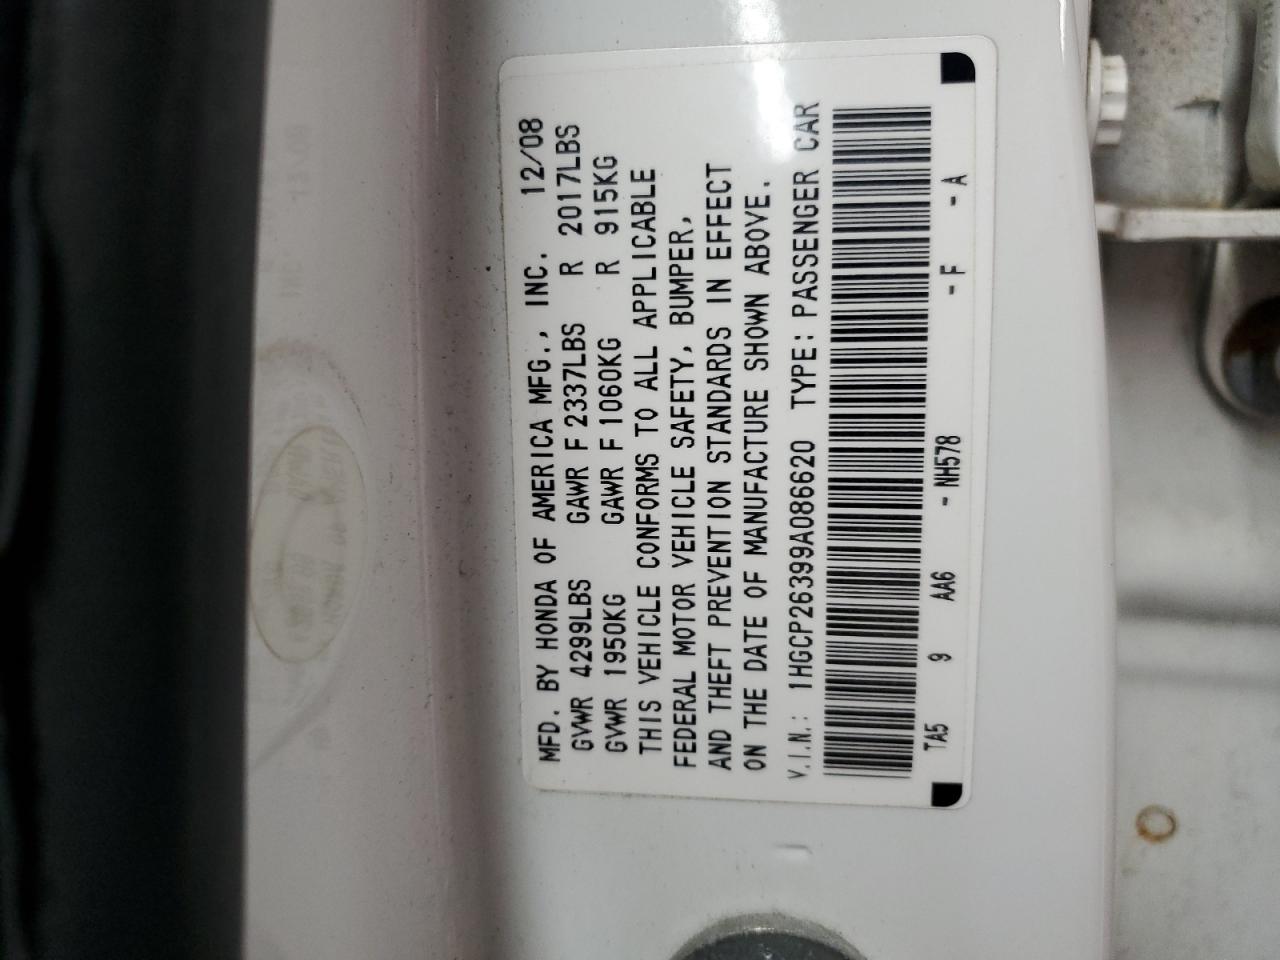 MFD. BY HONDA OF AMERICA MFG., INC. 12/08
GVWR 4299LBS GAWR F 2337LBS R 2017LBS
GVWR 1950KG GAWR F 1060KG R 915KG
THIS VEHICLE CONFORMS TO ALL APPLICABLE
FEDERAL MOTOR VEHICLE SAFETY, BUMPER,
AND THEFT PREVENTION STANDARDS IN EFFECT
ON THE DATE OF MANUFACTURE SHOWN ABOVE.
V.I.N.: 1HGCP26399A086620 TYPE: PASSENGER CAR
TA5 9 AA6 - NH578 - F - A